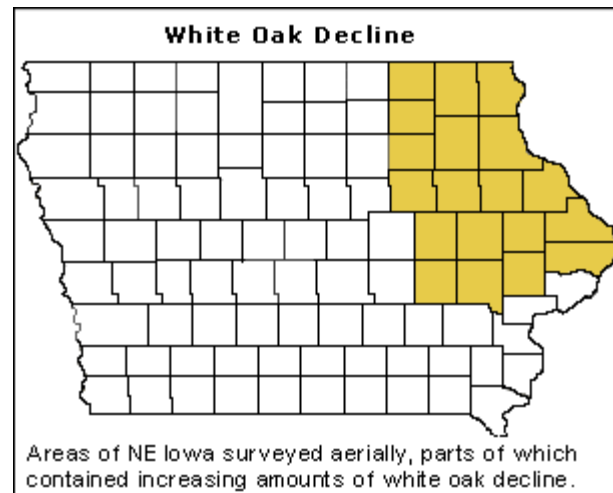 White Oak Decline
Areas of NE Iowa surveyed aerially, parts of which
contained increasing amounts of white oak decline.